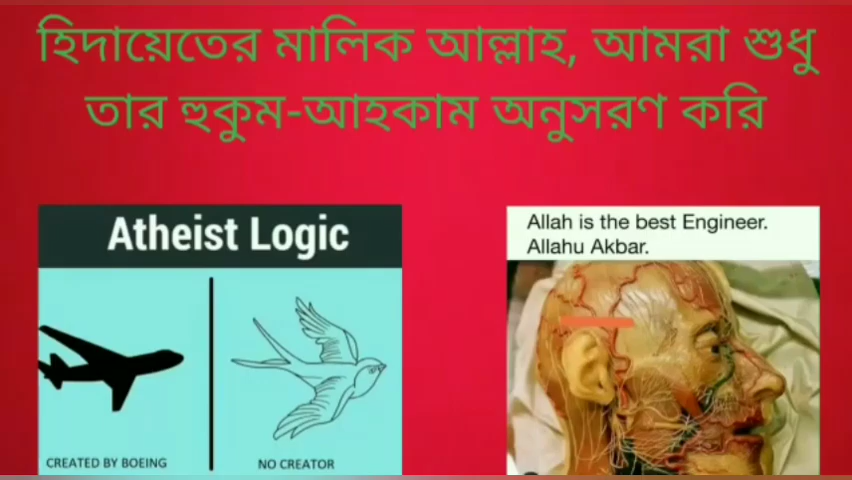 হিদায়েতের মালিক আল্লাহ, আমরা শুধু
তার হুকুম-আহকাম অনুসরণ করি
Atheist Logic
CREATED BY BOEING
NO CREATOR
Allah is the best Engineer.
Allahu Akbar.